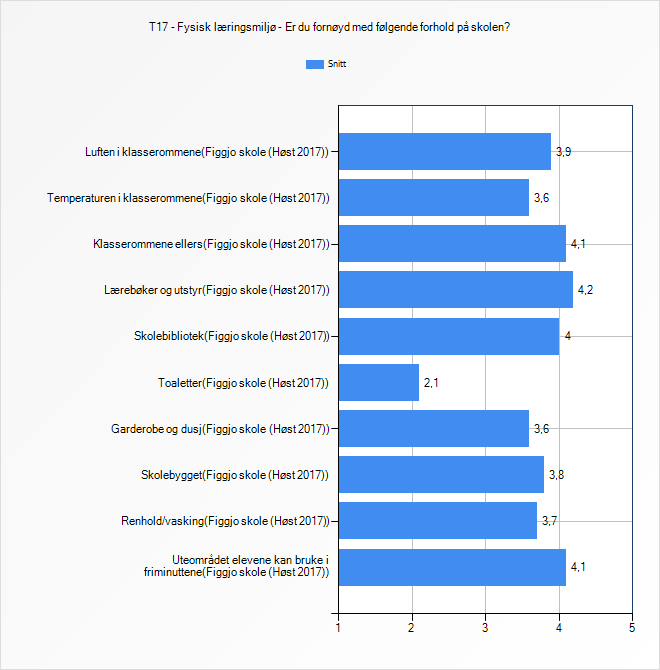 T17 - Fysisk læringsmiljø - Er du fornøyd med følgende forhold på skolen?
Snitt
Luften i klasserommene(Figgjo skole (Høst 2017))
3,9
Temperaturen i klasserommene(Figgjo skole (Høst 2017))
3,6
Klasserommene ellers(Figgjo skole (Høst 2017))
4,1
Lærebøker og utstyr(Figgjo skole (Høst 2017))
4,2
Skolebibliotek(Figgjo skole (Høst 2017))
4
Toaletter(Figgjo skole (Høst 2017))
2,1
Garderobe og dusj(Figgjo skole (Høst 2017))
3,6
Skolebygget(Figgjo skole (Høst 2017))
3,8
Renhold/vasking(Figgjo skole (Høst 2017))
3,7
Uteområdet elevene kan bruke i
friminuttene(Figgjo skole (Høst 2017))
4,1
1 2 3 4 5